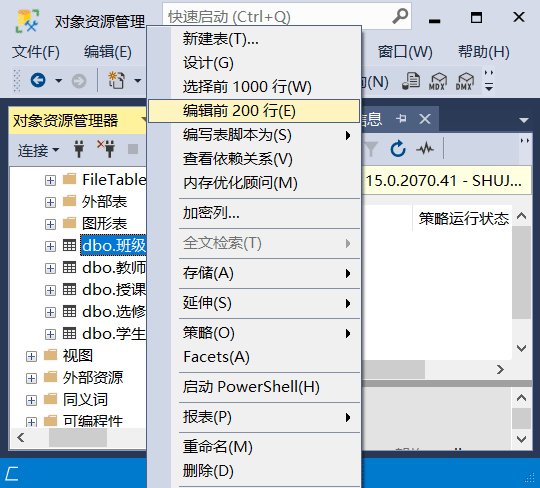 对象资源管理
快速启动 (Ctrl+Q)
文件(F)
编辑(E)
窗口(W)
帮助(H)
新建表(T)...
设计(G)
选择前 1000 行(W)
编辑前 200 行(E)
编写表脚本为(S)
查看依赖关系(V)
内存优化顾问(M)
加密列...
全文检索(T)
存储(A)
延伸(S)
策略(O)
Facets(A)
启动 PowerShell(H)
报表(P)
重命名(M)
删除(D)
(N)
MDX
DMX
对象资源管理器
连接
FileTable
外部表
图形表
dbo.班级
dbo.教师
dbo.授课
dbo.选修
dbo.学生
视图
外部资源
同义词
可编程性
信息
15.0.2070.41 - SHUJ...
策略运行状态